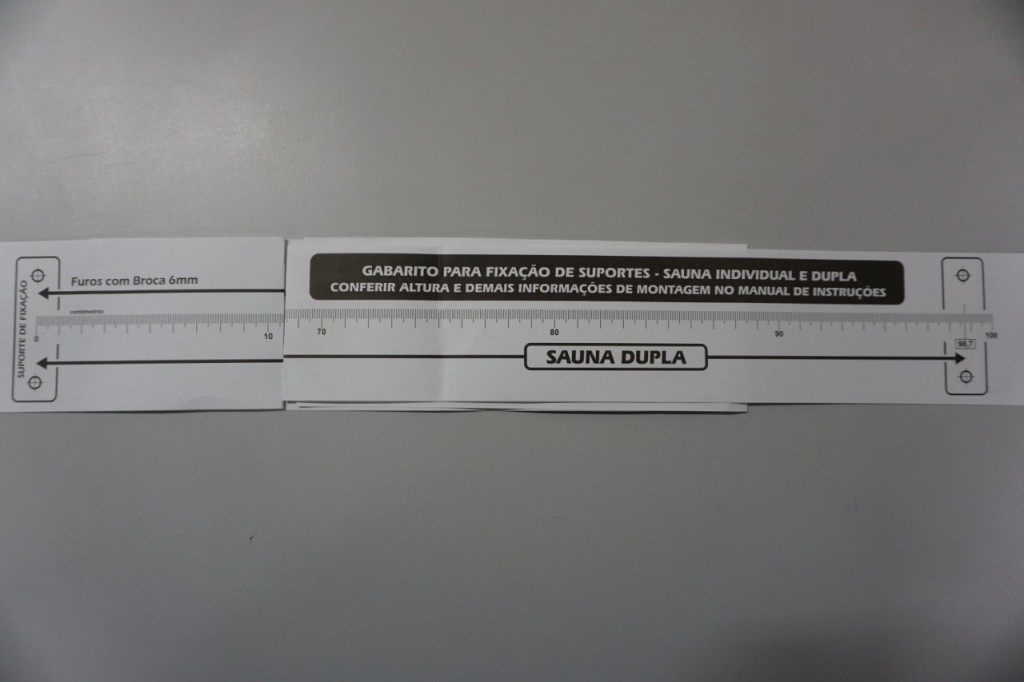 SUPORTE DE FIXAÇÃO
Furos com Broca 6mm
GABARITO PARA FIXAÇÃO DE SUPORTES - SAUNA INDIVIDUAL E DUPLA
CONFERIR ALTURA E DEMAIS INFORMAÇÕES DE MONTAGEM NO MANUAL DE INSTRUÇÕES
centímetros
0 10 70 80 90 100
98,7
SAUNA DUPLA